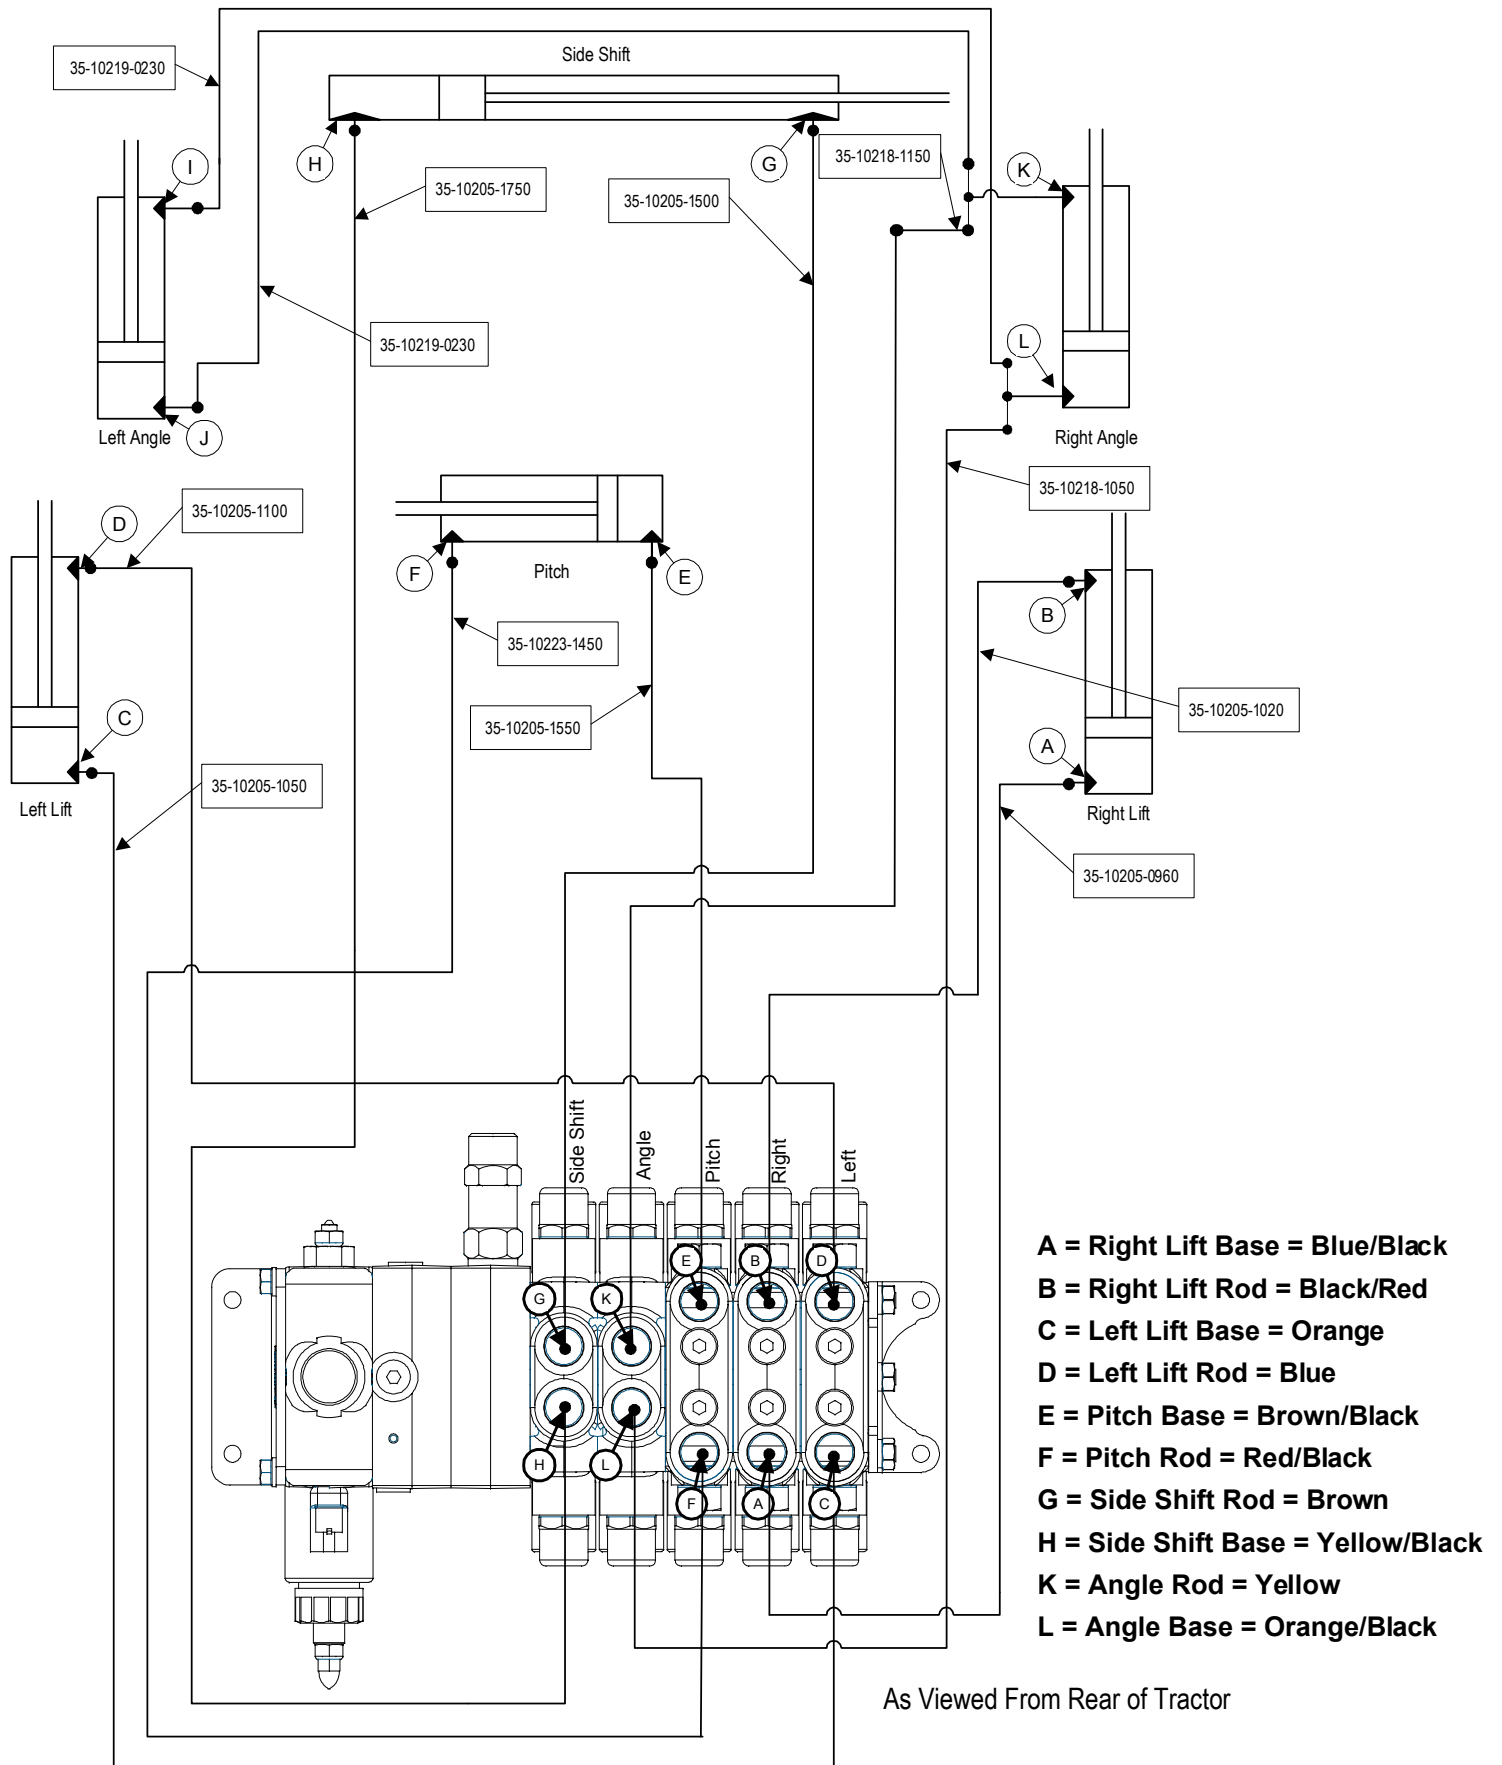 35-10219-0230
Side Shift
H
G
35-10218-1150
I
K
35-10205-1750
35-10205-1500
35-10219-0230
L
Left Angle
J
Right Angle
35-10218-1050
35-10205-1100
D
F
Pitch
E
B
35-10223-1450
C
35-10205-1550
35-10205-1020
A
35-10205-1050
Left Lift
Right Lift
35-10205-0960
Side Shift
Angle
Pitch
Right
Left
E
B
D
G
K
H
L
F
A
C
A = Right Lift Base = Blue/Black
B = Right Lift Rod = Black/Red
C = Left Lift Base = Orange
D = Left Lift Rod = Blue
E = Pitch Base = Brown/Black
F = Pitch Rod = Red/Black
G = Side Shift Rod = Brown
H = Side Shift Base = Yellow/Black
K = Angle Rod = Yellow
L = Angle Base = Orange/Black
As Viewed From Rear of Tractor